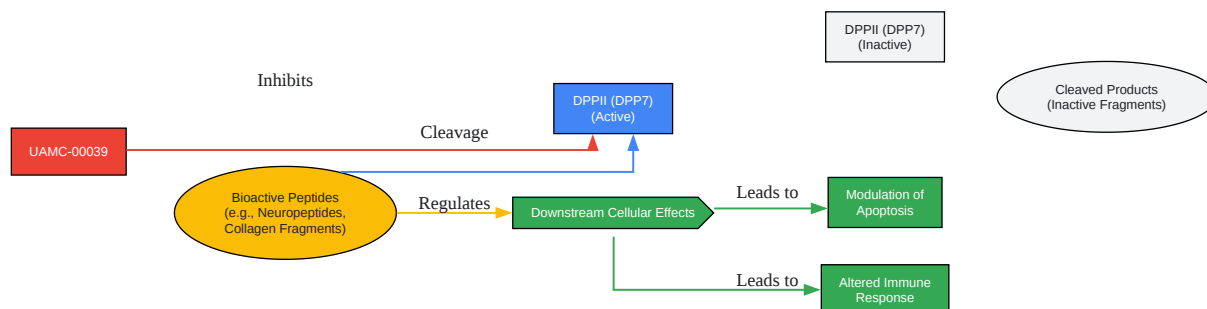 DPPII (DPP7)
(Inactive)
Cleaved Products
(Inactive Fragments)
Inhibits
DPPII (DPP7)
(Active)
Cleavage
UAMC-00039
Bioactive Peptides
(e.g., Neuropeptides,
Collagen Fragments)
Regulates
Downstream Cellular Effects
Leads to
Modulation of
Apoptosis
Leads to
Altered Immune
Response